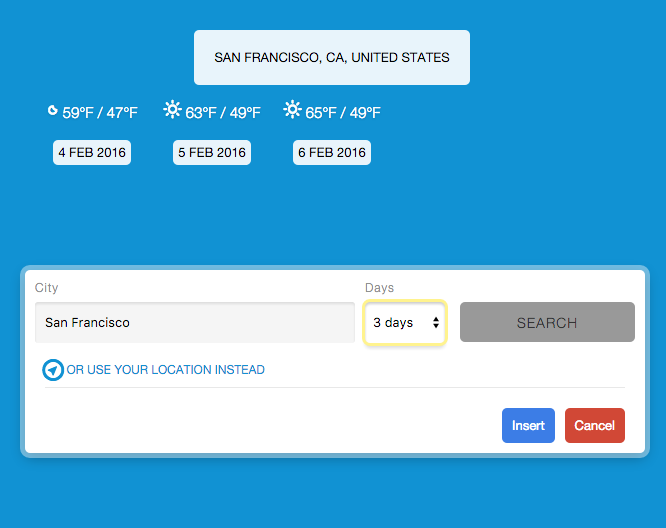 SAN FRANCISCO, CA, UNITED STATES
59°F / 47°F 63°F / 49°F 65°F / 49°F
4 FEB 2016 5 FEB 2016 6 FEB 2016
City Days
San Francisco 3 days SEARCH
OR USE YOUR LOCATION INSTEAD
Insert Cancel